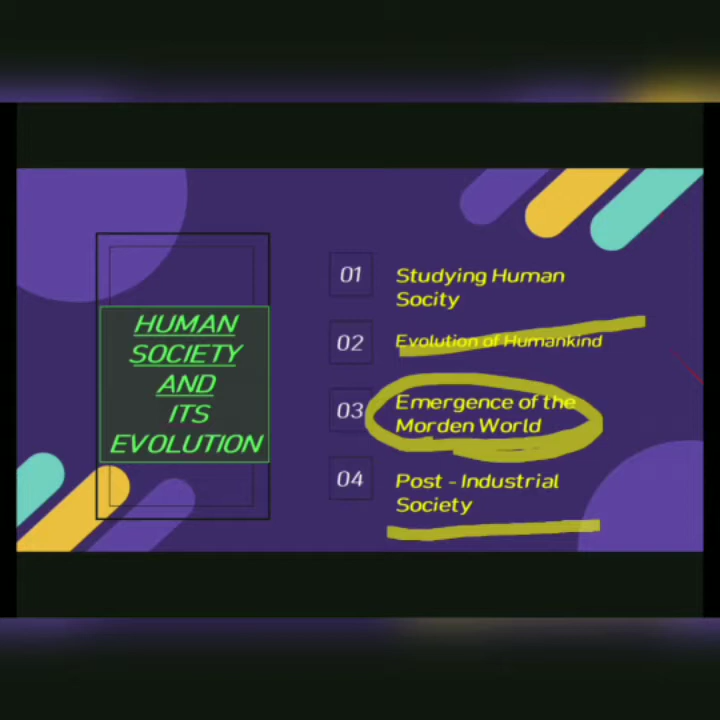 HUMAN
SOCIETY
AND
ITS
EVOLUTION
01
Studying Human
Socity
02
Evolution of Humankind
03
Emergence of the
Morden World
04
Post - Industrial
Society